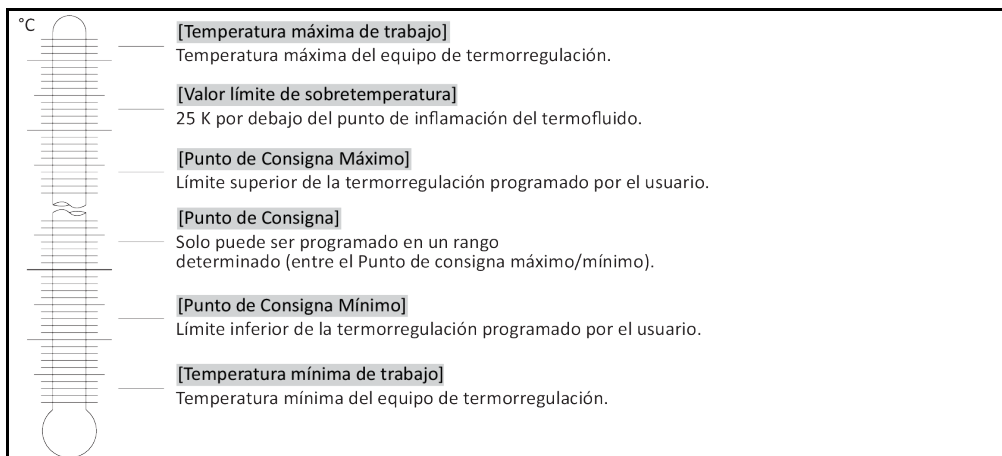 °C
[Temperatura máxima de trabajo]
Temperatura máxima del equipo de termorregulación.
[Valor límite de sobretemperatura]
25 K por debajo del punto de inflamación del termofluido.
[Punto de Consigna Máximo]
Límite superior de la termorregulación programado por el usuario.
[Punto de Consigna]
Solo puede ser programado en un rango
determinado (entre el Punto de consigna máximo/mínimo).
[Punto de Consigna Mínimo]
Límite inferior de la termorregulación programado por el usuario.
[Temperatura mínima de trabajo]
Temperatura mínima del equipo de termorregulación.